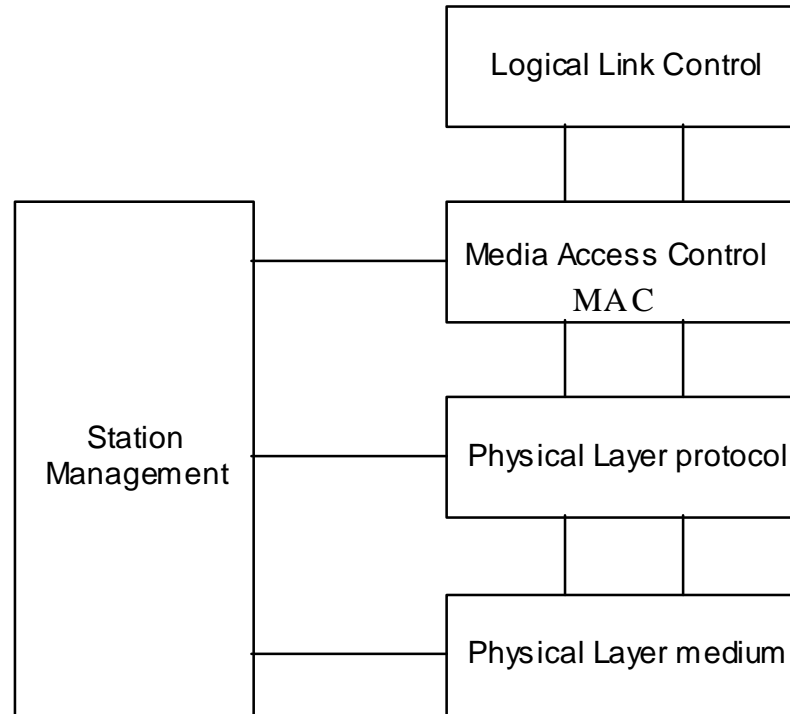 Logical Link Control
Media Access Control
MAC
Station
Management
Physical Layer protocol
Physical Layer medium